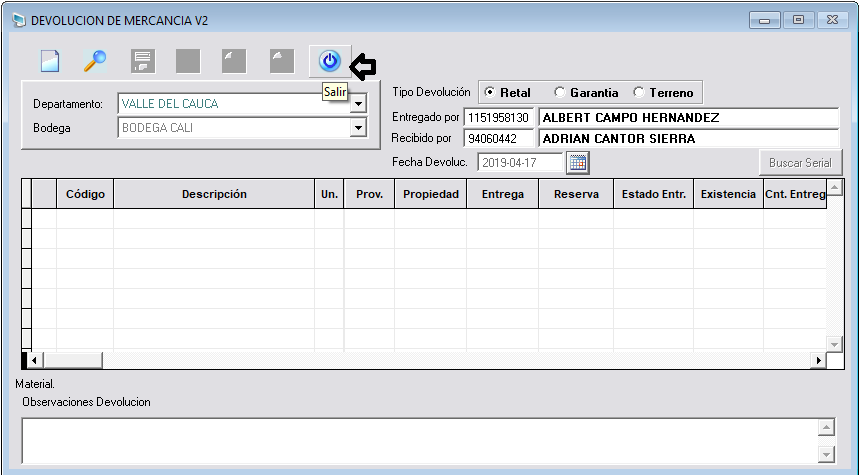 DEVOLUCION DE MERCANCIA V2
Salir
Departamento: VALLE DEL CAUCA
Bodega BODEGA CALI
Tipo Devolución Retal Garantia Terreno
Entregado por 1151958130 ALBERT CAMPO HERNANDEZ
Recibido por 94060442 ADRIAN CANTOR SIERRA
Fecha Devoluc. 2019-04-17 Buscar Serial
Código Descripción Un. Prov. Propiedad Entrega Reserva Estado Entr. Existencia Cnt. Entreg
Material.
Observaciones Devolucion